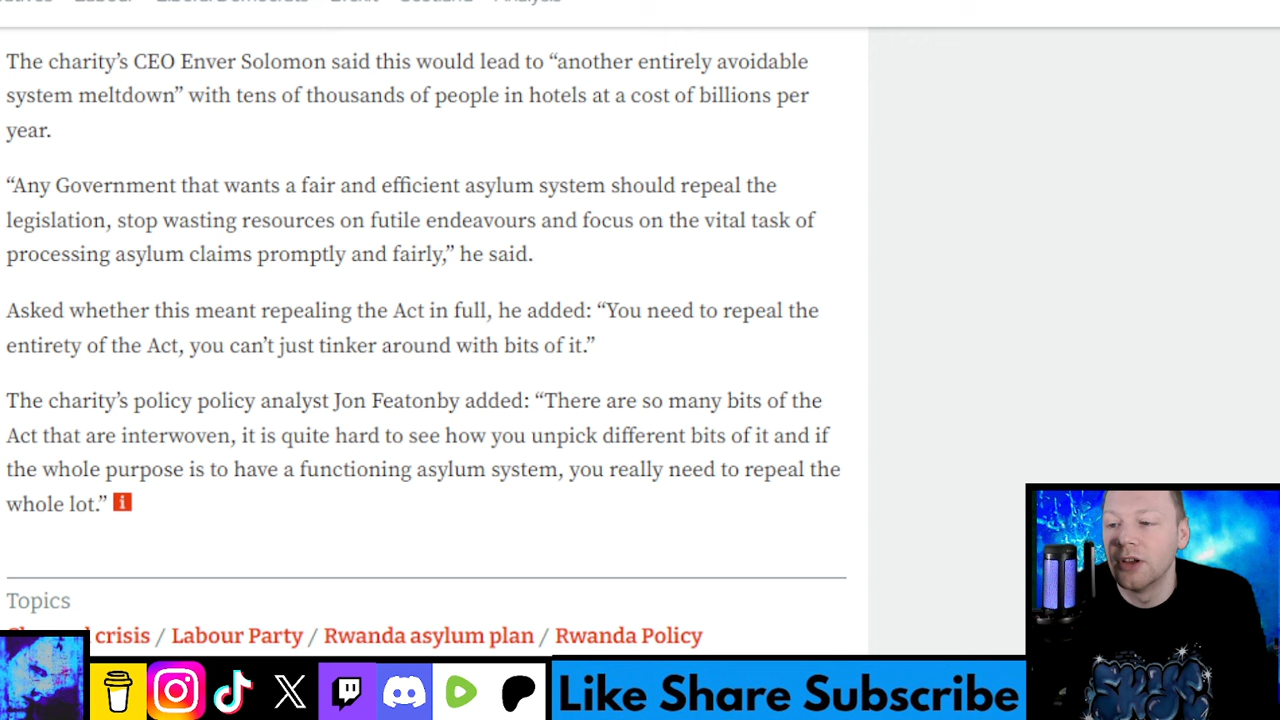 Labour Liberal Democrats Brexit Scotland Analysis
The charity’s CEO Enver Solomon said this would lead to “another entirely avoidable
system meltdown” with tens of thousands of people in hotels at a cost of billions per
year.
“Any Government that wants a fair and efficient asylum system should repeal the
legislation, stop wasting resources on futile endeavours and focus on the vital task of
processing asylum claims promptly and fairly,” he said.
Asked whether this meant repealing the Act in full, he added: “You need to repeal the
entirety of the Act, you can’t just tinker around with bits of it.”
The charity’s policy policy analyst Jon Featonby added: “There are so many bits of the
Act that are interwoven, it is quite hard to see how you unpick different bits of it and if
the whole purpose is to have a functioning asylum system, you really need to repeal the
whole lot.” i
Topics
crisis / Labour Party / Rwanda asylum plan / Rwanda Policy
Like Share Subscribe